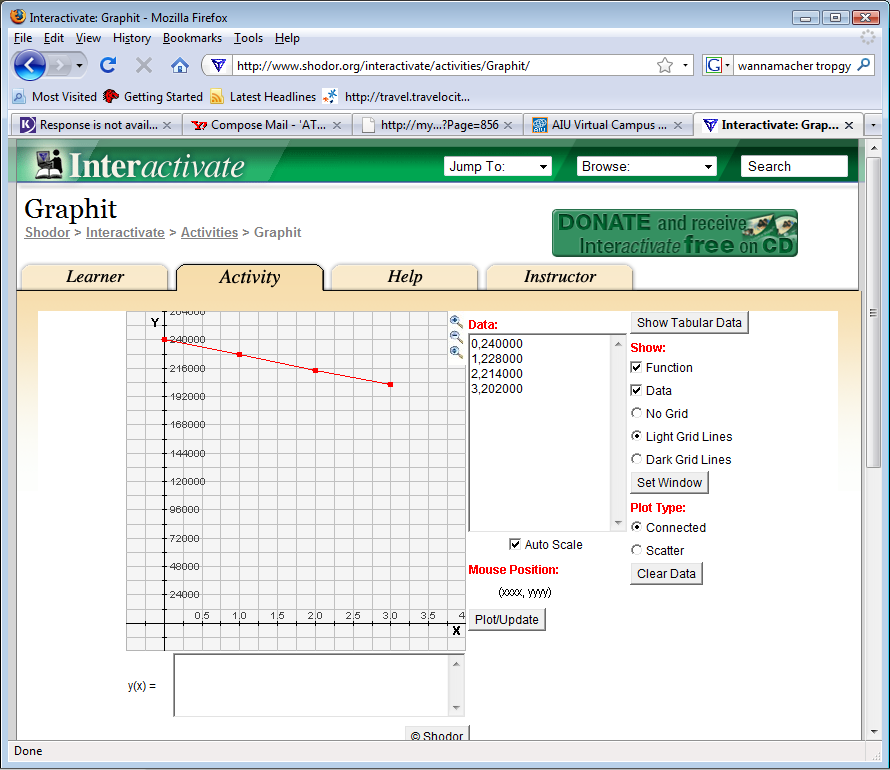 Interactivate: Graphit - Mozilla Firefox
File Edit View History Bookmarks Tools Help
http://www.shodor.org/interactivate/activities/Graphit/
G
wannamacher tropgy
Most Visited Getting Started Latest Headlines http://travel.travelocit...
Response is not avail... Compose Mail - 'AT... http://my...?Page=856 AIU Virtual Campus ... Interactivate: Grap...
Interactivate Jump To: Browse: Search
Graphit
Shodor > Interactivate > Activities > Graphit
DONATE and receive
Interactivate free on CD
Learner Activity Help Instructor
Y
264000
240000
216000
192000
168000
144000
120000
96000
72000
48000
24000
0.5 1.0 1.5 2.0 2.5 3.0 3.5 4
X
Data:
0,240000
1,228000
2,214000
3,202000
Auto Scale
Mouse Position:
(xxxx, yyyy)
Plot/Update
Show Tabular Data
Show:
Function
Data
No Grid
Light Grid Lines
Dark Grid Lines
Set Window
Plot Type:
Connected
Scatter
Clear Data
y(x) =
© Shodor
Done